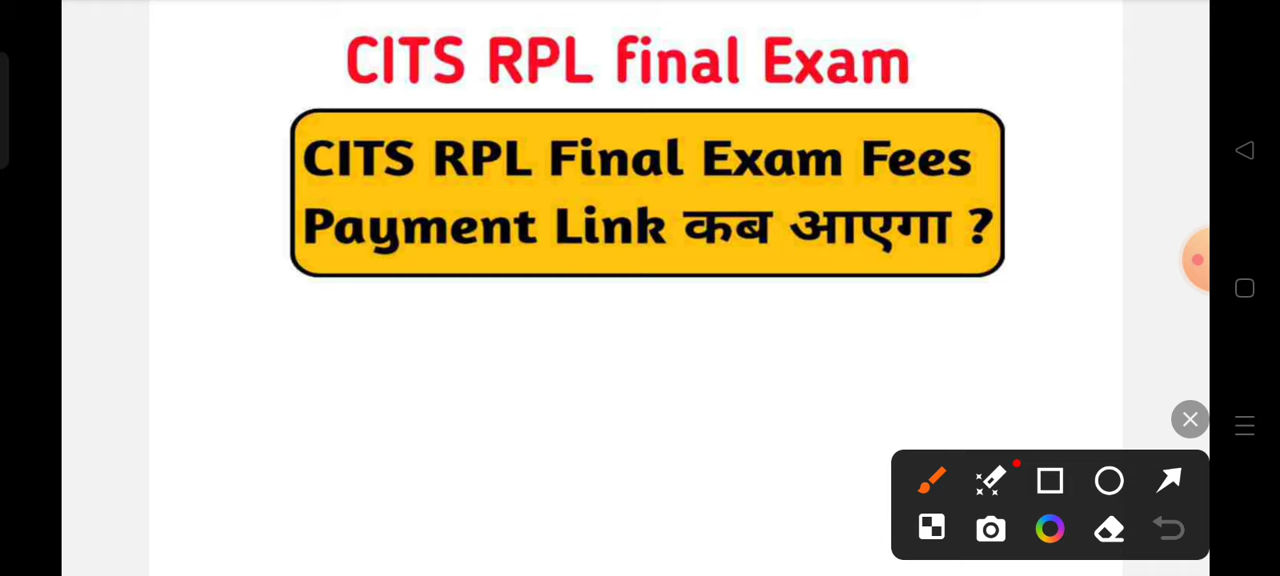 CITS RPL final Exam
CITS RPL Final Exam Fees
Payment Link कब आएगा ?